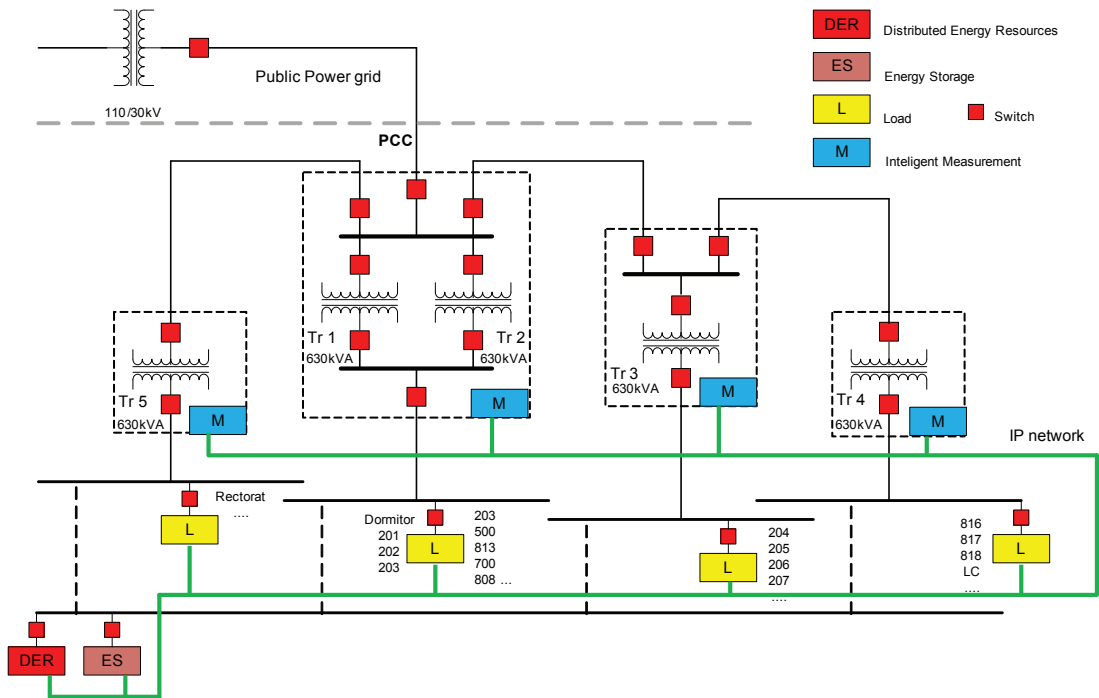 DER
Distributed Energy Resources
ES
Energy Storage
L
Load
Switch
M
Inteligent Measurement
Public Power grid
110/30kV
PCC
Tr 1
630kVA
Tr 2
630kVA
Tr 3
630kVA
Tr 4
630kVA
Tr 5
630kVA
M
M
M
M
IP network
Rectorat
....
L
Dormitor
201
202
203
L
203
500
813
700
808 ...
L
204
205
206
207
....
816
817
818
LC
....
L
DER
ES